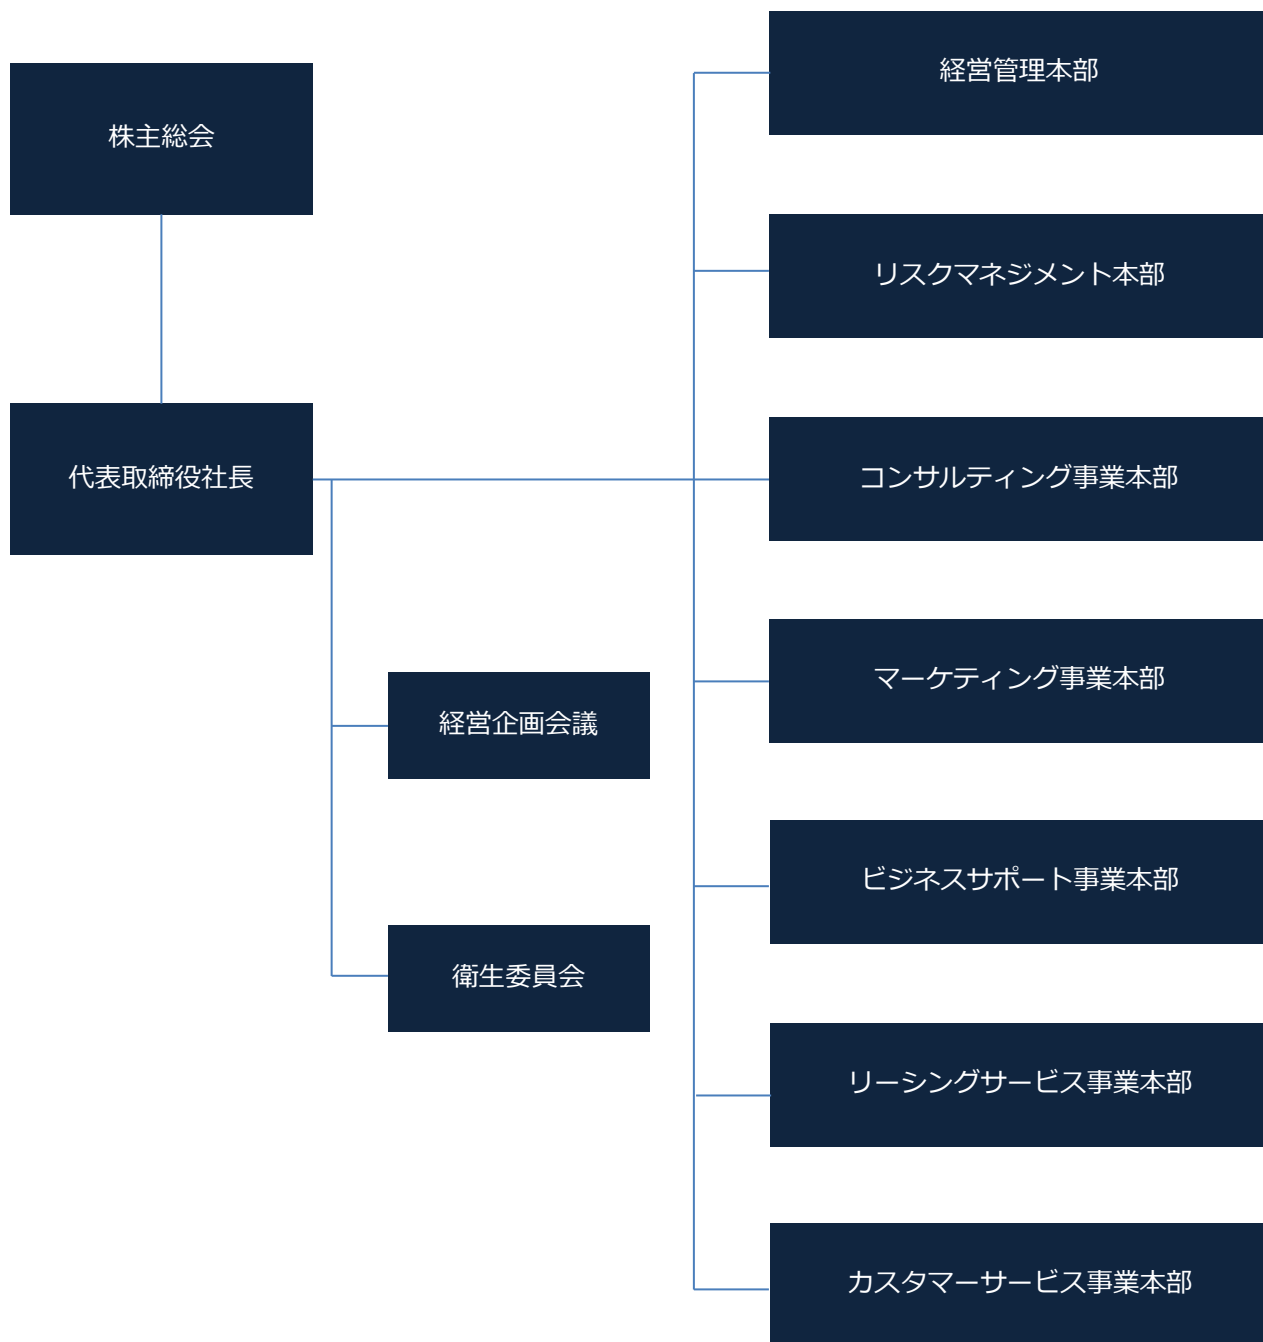 株主総会
代表取締役社長
経営企画会議
衛生委員会
経営管理本部
リスクマネジメント本部
コンサルティング事業本部
マーケティング事業本部
ビジネスサポート事業本部
リーシングサービス事業本部
カスタマーサービス事業本部